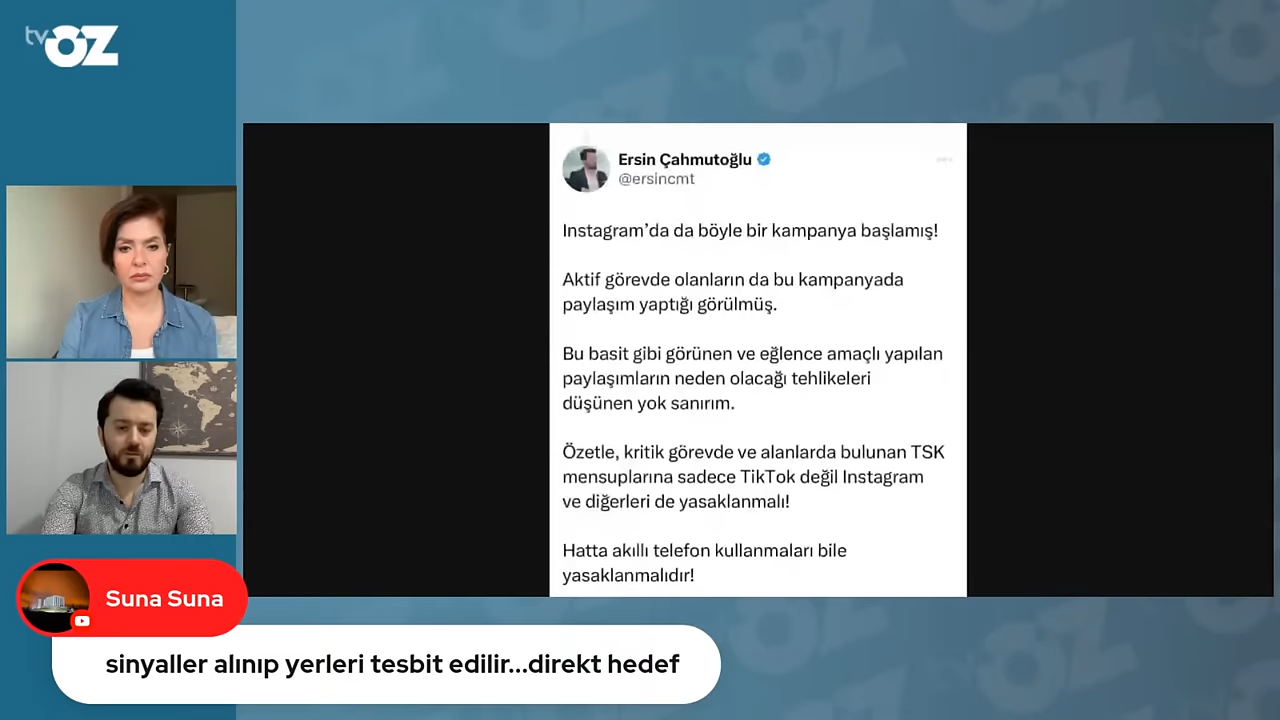 tv ÖZ
Ersin Çahmutoğlu
@ersincmt
Instagram’da da böyle bir kampanya başlamış!
Aktif görevde olanların da bu kampanyada
paylaşım yaptığı görülmüş.
Bu basit gibi görünen ve eğlence amaçlı yapılan
paylaşımların neden olacağı tehlikeleri
düşünen yok sanırım.
Özetle, kritik görevde ve alanlarda bulunan TSK
mensuplarına sadece TikTok değil Instagram
ve diğerleri de yasaklanmalı!
Hatta akıllı telefon kullanmaları bile
yasaklanmalıdır!
Suna Suna
sinyaller alınıp yerleri tesbit edilir...direkt hedef